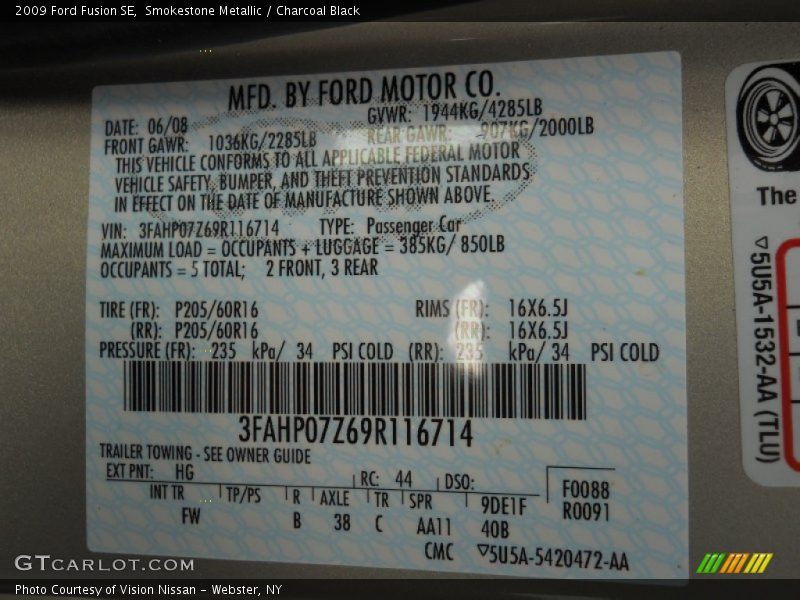 2009 Ford Fusion SE, Smokestone Metallic / Charcoal Black
MFD. BY FORD MOTOR CO.
DATE: 06/08 GVWR: 1944KG/4285LB
FRONT GAWR: 1036KG/2285LB REAR GAWR: 907KG/2000LB
THIS VEHICLE CONFORMS TO ALL APPLICABLE FEDERAL MOTOR
VEHICLE SAFETY, BUMPER, AND THEFT PREVENTION STANDARDS
IN EFFECT ON THE DATE OF MANUFACTURE SHOWN ABOVE.
VIN: 3FAHP07Z69R116714 TYPE: Passenger Car
MAXIMUM LOAD = OCCUPANTS + LUGGAGE = 385KG/ 850LB
OCCUPANTS = 5 TOTAL; 2 FRONT, 3 REAR
TIRE (FR): P205/60R16 RIMS (FR): 16X6.5J
(RR): P205/60R16 (RR): 16X6.5J
PRESSURE (FR): 235 kPa/ 34 PSI COLD (RR): 235 kPa/ 34 PSI COLD
3FAHP07Z69R116714
TRAILER TOWING - SEE OWNER GUIDE
EXT PNT: HG RC: 44 DSO: F0088
INT TR TP/PS R AXLE TR SPR 9DE1F R0091
FW B 38 C AA11 40B
CMC ▽5U5A-5420472-AA
The
▽5U5A-1532-AA (TLU)
GTCARLOT.COM
Photo Courtesy of Vision Nissan - Webster, NY